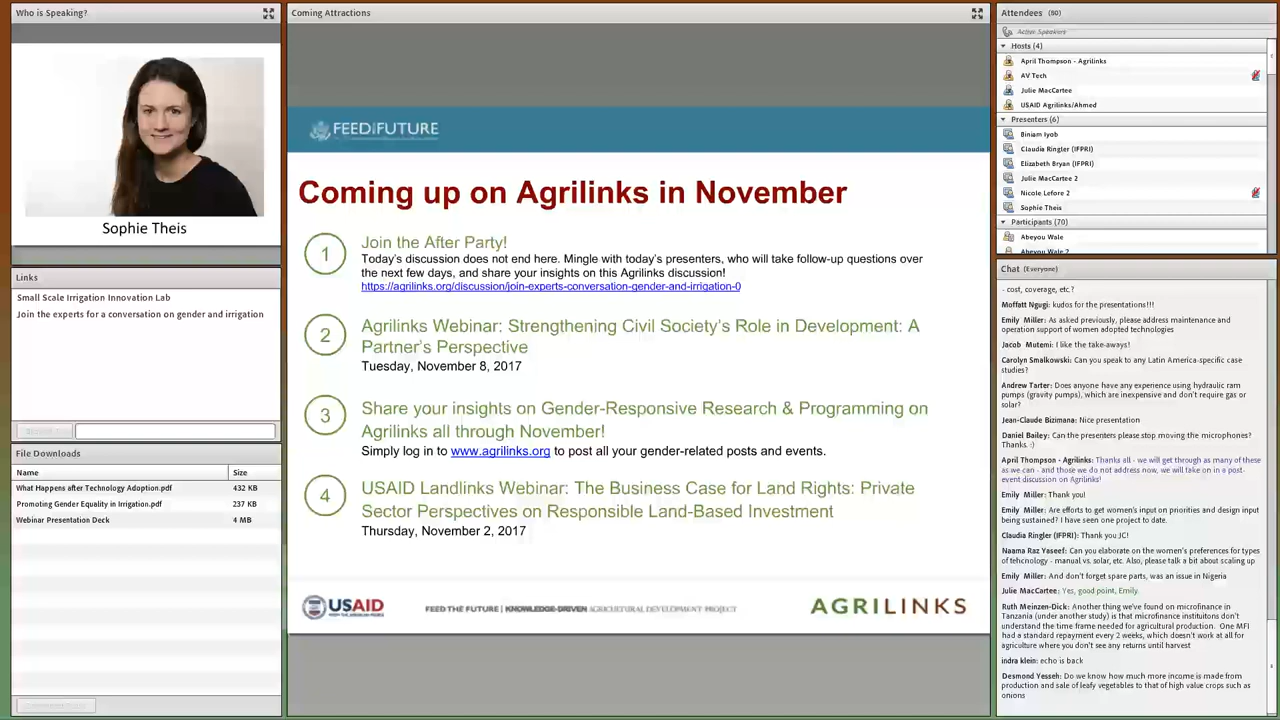 Who is Speaking?
Sophie Theis
Links
Small Scale Irrigation Innovation Lab
Join the experts for a conversation on gender and irrigation
File Downloads
Name Size
What Happens after Technology Adoption.pdf 432 KB
Promoting Gender Equality in Irrigation.pdf 237 KB
Webinar Presentation Deck 4 MB
Coming Attractions
FEED THE FUTURE
Coming up on Agrilinks in November
1 Join the After Party!
Today's discussion does not end here. Mingle with today's presenters, who will take follow-up questions over
the next few days, and share your insights on this Agrilinks discussion!
https://agrilinks.org/discussion/join-experts-conversation-gender-and-irrigation-0
2 Agrilinks Webinar: Strengthening Civil Society's Role in Development: A
Partner's Perspective
Tuesday, November 8, 2017
3 Share your insights on Gender-Responsive Research & Programming on
Agrilinks all through November!
Simply log in to www.agrilinks.org to post all your gender-related posts and events.
4 USAID Landlinks Webinar: The Business Case for Land Rights: Private
Sector Perspectives on Responsible Land-Based Investment
Thursday, November 2, 2017
USAID
FEED THE FUTURE | KNOWLEDGE-DRIVEN AGRICULTURAL DEVELOPMENT PROJECT
AGRILINKS
Attendees (80)
Active Speakers
Hosts (4)
April Thompson - Agrilinks
AV Tech
Julie MacCartee
USAID Agrilinks/Ahmed
Presenters (6)
Biniam Iyob
Claudia Ringler (IFPRI)
Elizabeth Bryan (IFPRI)
Julie MacCartee 2
Nicole Lefore 2
Sophie Theis
Participants (70)
Abeyou Wale
Abeyou Wale 2
Chat (Everyone)
- cost, coverage, etc?
Moffatt Ngugi: kudos for the presentations!!!
Emily Miller: As asked previously, please address maintenance and
operation support of women adopted technologies
Jacob Mutemi: I like the take-aways!
Carolyn Smalkowski: Can you speak to any Latin America-specific case
studies?
Andrew Tarter: Does anyone have any experience using hydraulic ram
pumps (gravity pumps), which are inexpensive and don't require gas or
solar?
Jean-Claude Bizimana: Nice presentation
Daniel Bailey: Can the presenters please stop moving the microphones?
Thanks. :)
April Thompson - Agrilinks: Thanks all - we will get through as many of these
as we can - and those we do not address now, we will take on in a post-
event discussion on Agrilinks!
Emily Miller: Thank you!
Emily Miller: Are efforts to get women's input on priorities and design input
being sustained? I have seen one project to date.
Claudia Ringler (IFPRI): Thank you JC!
Naama Raz Yaseef: Can you elaborate on the women's preferences for types
of tehcnology - manual vs. solar, etc. Also, please talk a bit about scaling up
Emily Miller: And don't forget spare parts, was an issue in Nigeria
Julie MacCartee: Yes, good point, Emily.
Ruth Meinzen-Dick: Another thing we've found on microfinance in
Tanzania (under another study) is that microfinance instituitons don't
understand the time frame needed for agricultural production. One MFI
had a standard repayment every 2 weeks, which doesn't work at all for
agriculture where you don't see any returns until harvest
indra klein: echo is back
Desmond Yesseh: Do we know how much more income is made from
production and sale of leafy vegetables to that of high value crops such as
onions